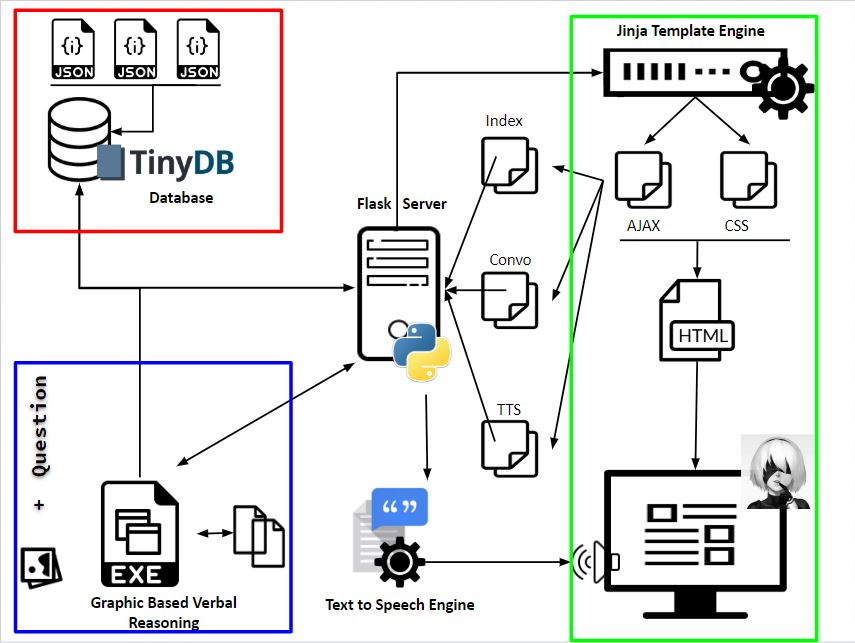 JSON
JSON
JSON
TinyDB
Database
Flask Server
Jinja Template Engine
Index
Convo
TTS
AJAX
CSS
HTML
Question
+
EXE
Graphic Based Verbal
Reasoning
Text to Speech Engine